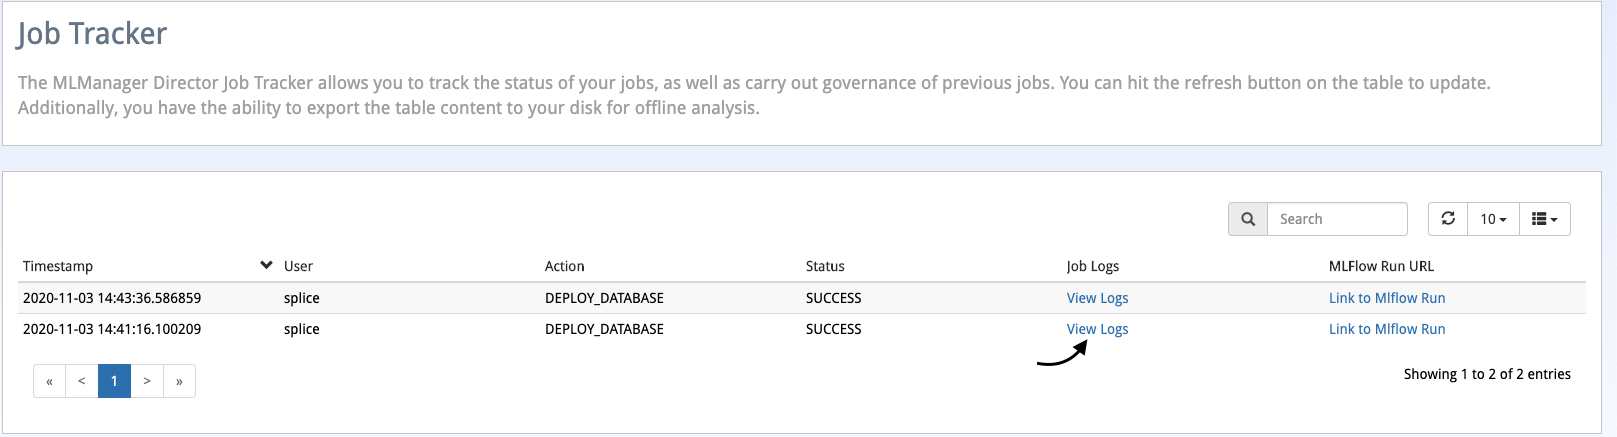 Job Tracker
The MLManager Director Job Tracker allows you to track the status of your jobs, as well as carry out governance of previous jobs. You can hit the refresh button on the table to update.
Additionally, you have the ability to export the table content to your disk for offline analysis.
Search
10
Timestamp User Action Status Job Logs MLFlow Run URL
2020-11-03 14:43:36.586859 splice DEPLOY_DATABASE SUCCESS View Logs Link to Mlflow Run
2020-11-03 14:41:16.100209 splice DEPLOY_DATABASE SUCCESS View Logs Link to Mlflow Run
« < 1 > »
Showing 1 to 2 of 2 entries